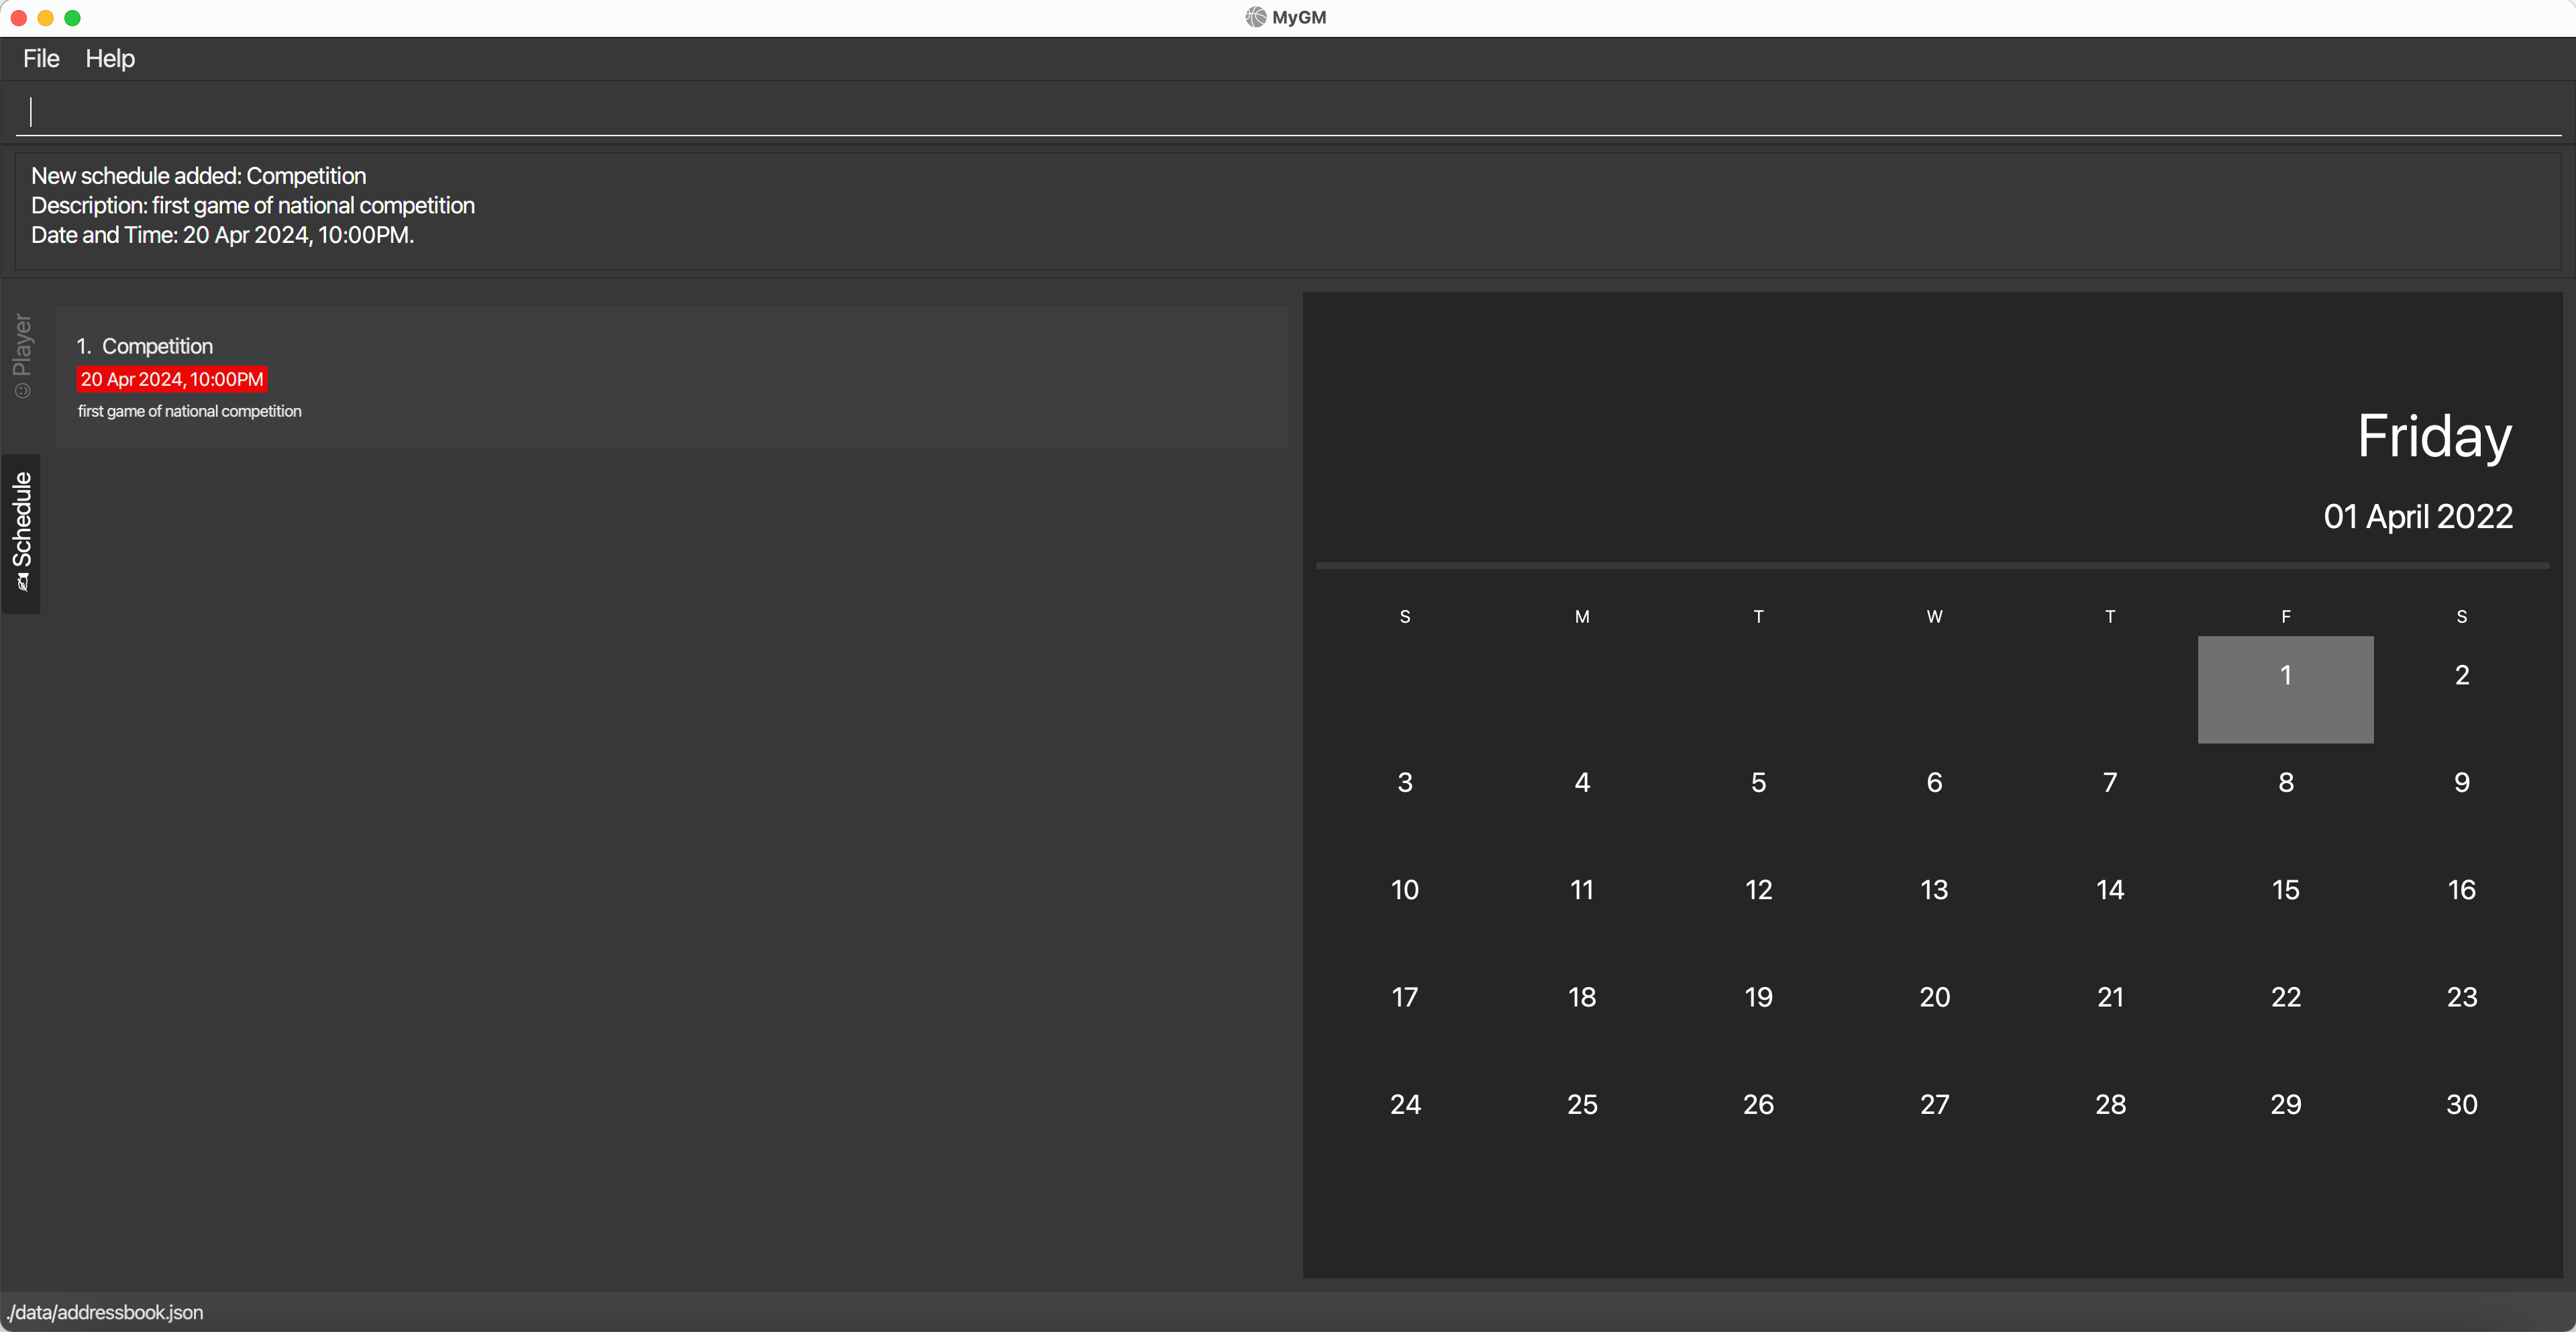 MyGM
File Help
New schedule added: Competition
Description: first game of national competition
Date and Time: 20 Apr 2024, 10:00PM.
Player
Schedule
1. Competition
20 Apr 2024, 10:00PM
first game of national competition
Friday
01 April 2022
S M T W T F S
1 2
3 4 5 6 7 8 9
10 11 12 13 14 15 16
17 18 19 20 21 22 23
24 25 26 27 28 29 30
./data/addressbook.json